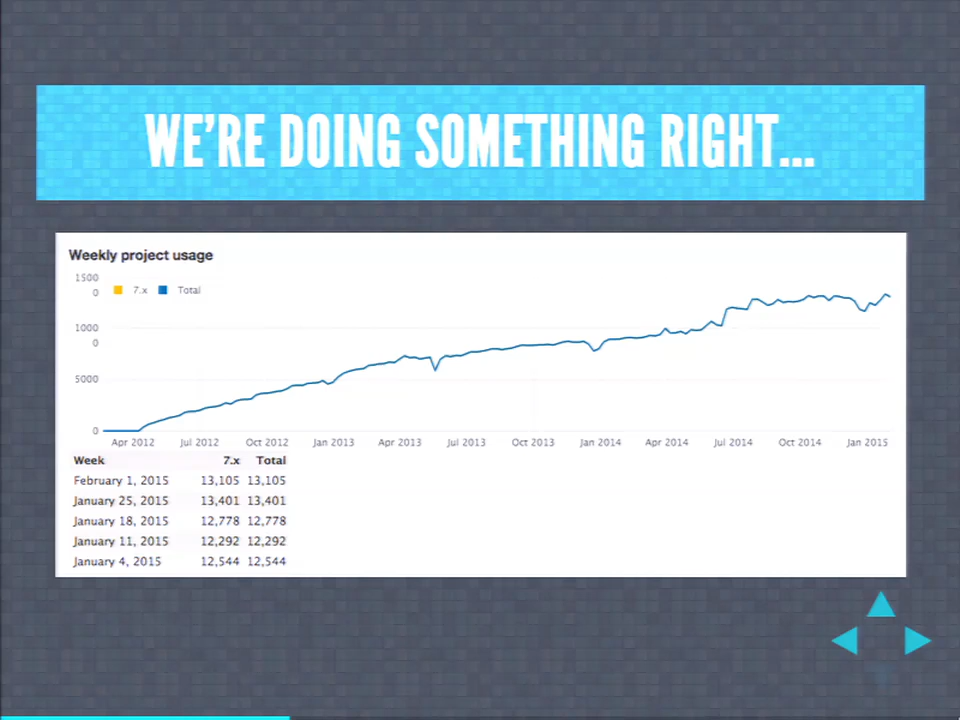 WE'RE DOING SOMETHING RIGHT...
Weekly project usage
1500
0
7.x Total
1000
0
5000
0
Apr 2012 Jul 2012 Oct 2012 Jan 2013 Apr 2013 Jul 2013 Oct 2013 Jan 2014 Apr 2014 Jul 2014 Oct 2014 Jan 2015
Week 7.x Total
February 1, 2015 13,105 13,105
January 25, 2015 13,401 13,401
January 18, 2015 12,778 12,778
January 11, 2015 12,292 12,292
January 4, 2015 12,544 12,544